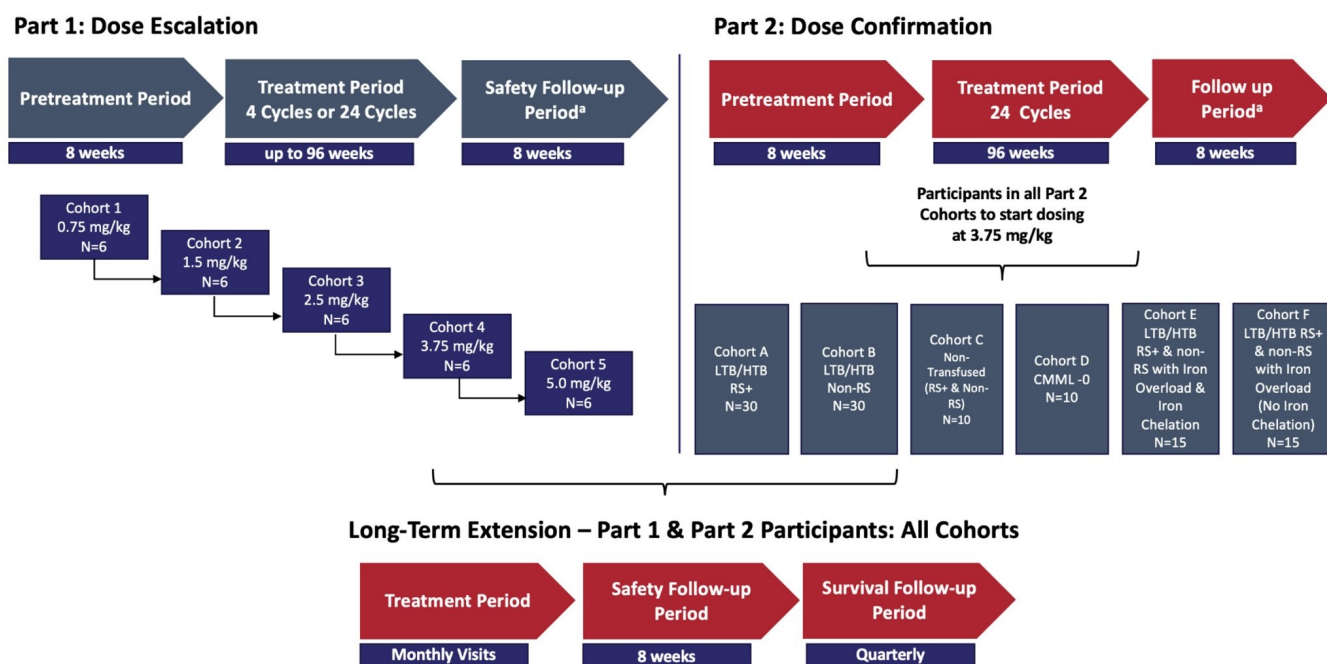 Part 1: Dose Escalation
Pretreatment Period
8 weeks
Treatment Period
4 Cycles or 24 Cycles
up to 96 weeks
Safety Follow-up
Periodᵃ
8 weeks
Cohort 1
0.75 mg/kg
N=6
Cohort 2
1.5 mg/kg
N=6
Cohort 3
2.5 mg/kg
N=6
Cohort 4
3.75 mg/kg
N=6
Cohort 5
5.0 mg/kg
N=6
Part 2: Dose Confirmation
Pretreatment Period
8 weeks
Treatment Period
24 Cycles
96 weeks
Follow up
Periodᵃ
8 weeks
Participants in all Part 2
Cohorts to start dosing
at 3.75 mg/kg
Cohort A
LTB/HTB
RS+
N=30
Cohort B
LTB/HTB
Non-RS
N=30
Cohort C
Non-
Transfused
(RS+ & Non-
RS)
N=10
Cohort D
CMML -0
N=10
Cohort E
LTB/HTB
RS+ & non-
RS with Iron
Overload &
Iron
Chelation
N=15
Cohort F
LTB/HTB RS+
& non-RS
with Iron
Overload
(No Iron
Chelation)
N=15
Long-Term Extension – Part 1 & Part 2 Participants: All Cohorts
Treatment Period
Monthly Visits
Safety Follow-up
Period
8 weeks
Survival Follow-up
Period
Quarterly